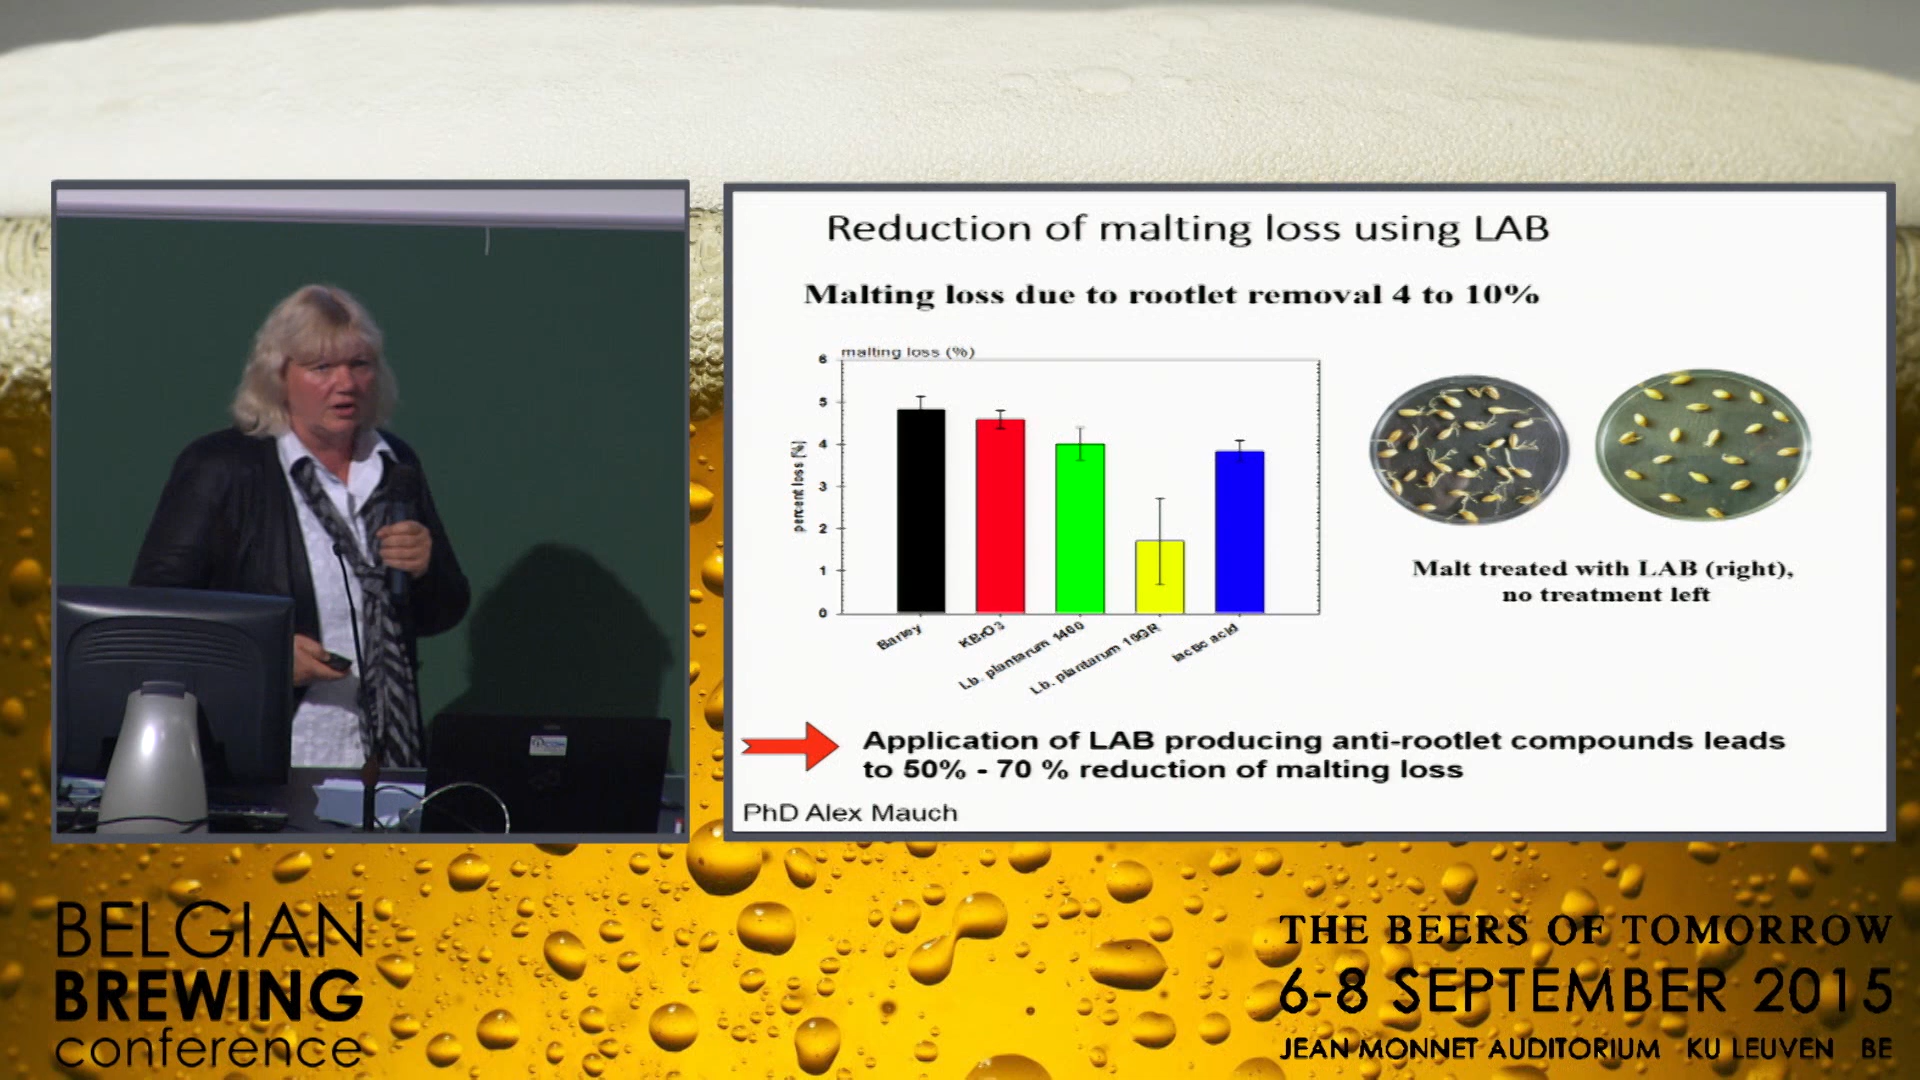 Reduction of malting loss using LAB
Malting loss due to rootlet removal 4 to 10%
malting loss (%)
percent loss [%]
6
5
4
3
2
1
0
Barley
KBrO3
Lb. plantarum 1400
Lb. plantarum 19GR
lactic acid
Malt treated with LAB (right),
no treatment left
Application of LAB producing anti-rootlet compounds leads
to 50% - 70 % reduction of malting loss
PhD Alex Mauch
BELGIAN
BREWING
conference
THE BEERS OF TOMORROW
6-8 SEPTEMBER 2015
JEAN MONNET AUDITORIUM KU LEUVEN BE